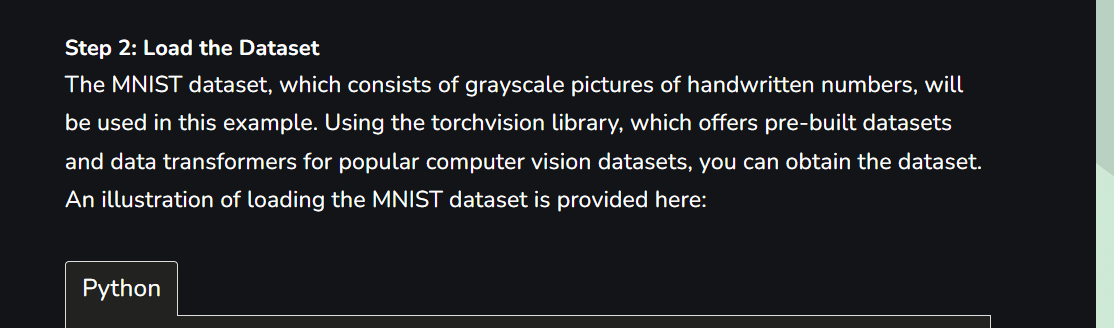 Step 2: Load the Dataset
The MNIST dataset, which consists of grayscale pictures of handwritten numbers, will
be used in this example. Using the torchvision library, which offers pre-built datasets
and data transformers for popular computer vision datasets, you can obtain the dataset.
An illustration of loading the MNIST dataset is provided here:
Python